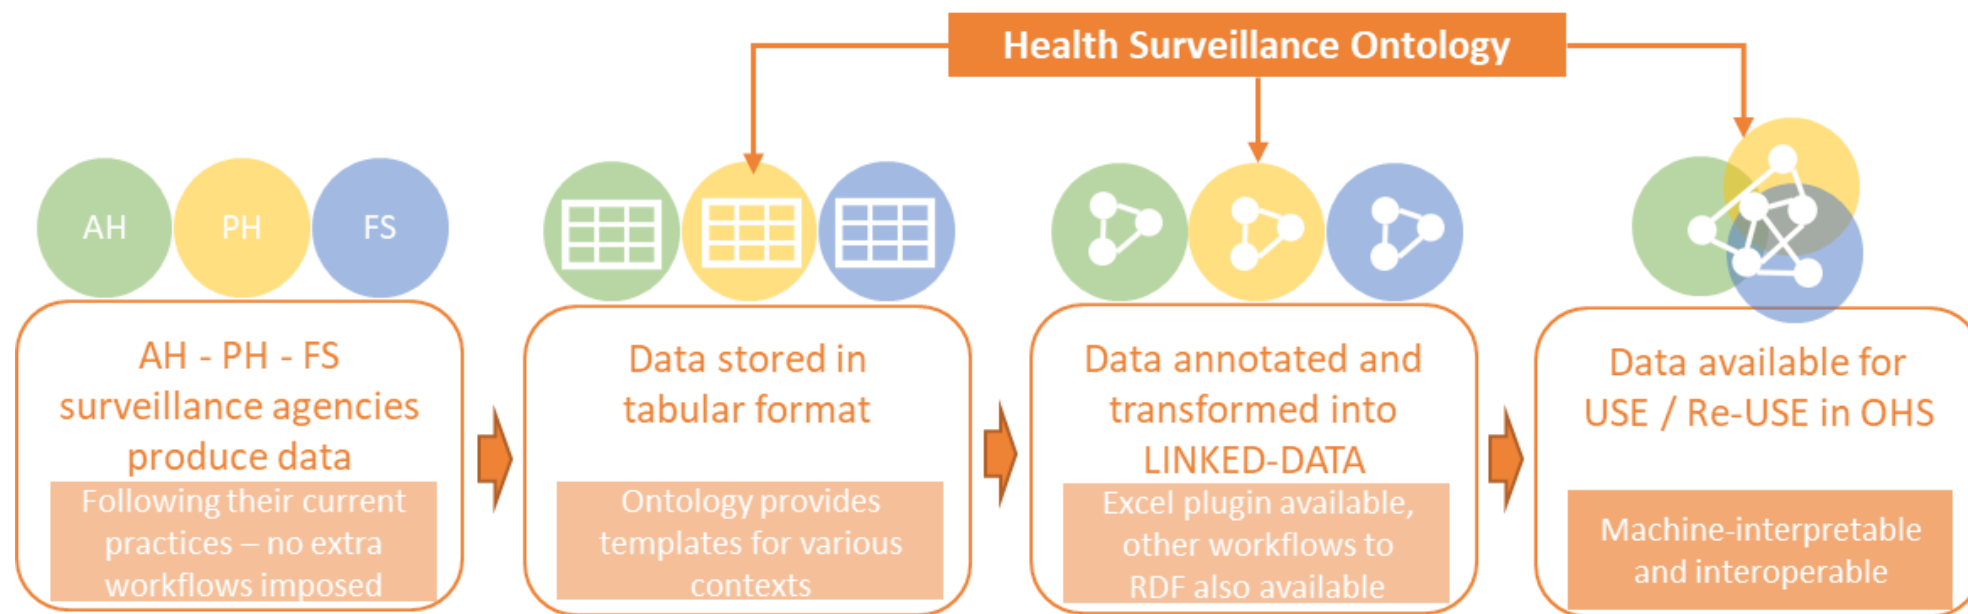 Health Surveillance Ontology
AH
PH
FS
AH - PH - FS
surveillance agencies
produce data
Following their current
practices – no extra
workflows imposed
Data stored in
tabular format
Ontology provides
templates for various
contexts
Data annotated and
transformed into
LINKED-DATA
Excel plugin available,
other workflows to
RDF also available
Data available for
USE / Re-USE in OHS
Machine-interpretable
and interoperable